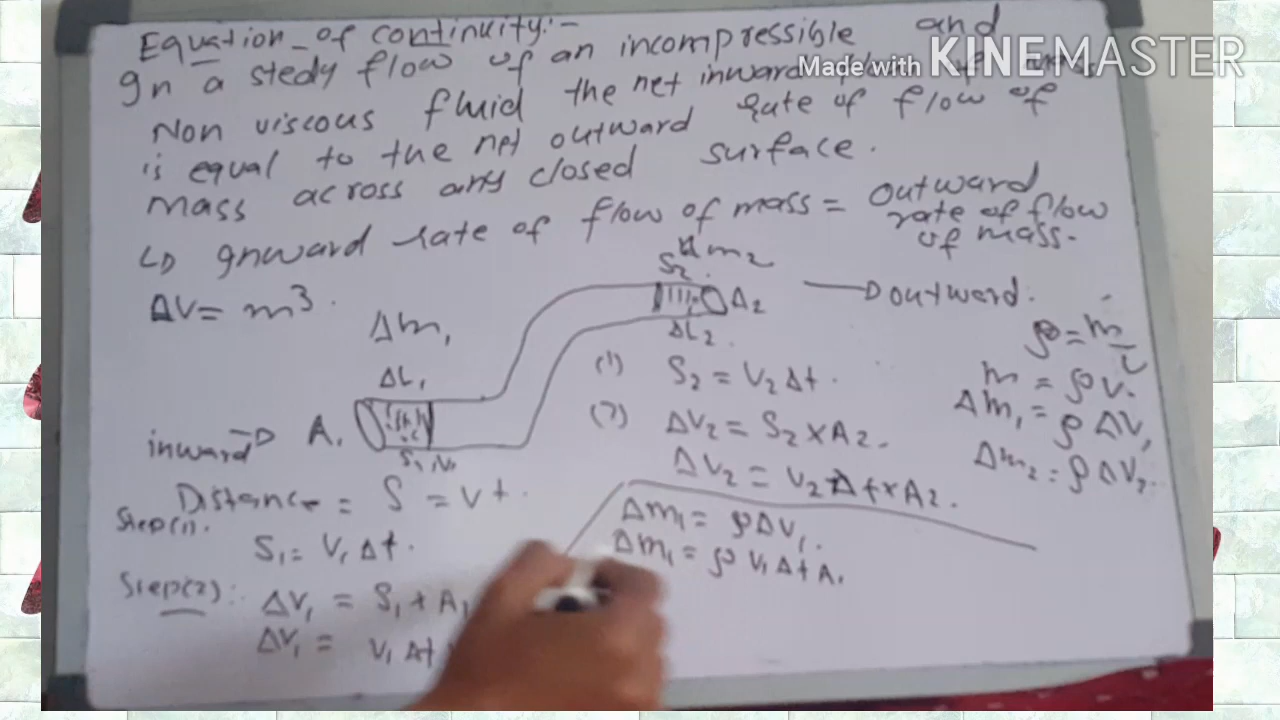 Equation of continuity:-
Made with KINEMASTER
In a stedy flow of an incompressible and
Non viscous fluid the net inward
is equal to the net outward rate of flow of
mass across any closed surface.
↳ Inward rate of flow of mass = outward
rate of flow
of mass.
ΔV = m³.
Δm₁
ΔL₁
A₁
inward →
S₂ Δm₂
A₂
ΔL₂
→ outward.
Distance = S = vt.
Step(1).
S₁ = V₁ Δt.
Step(2):
ΔV₁ = S₁ × A₁
ΔV₁ = V₁ Δt
(1) S₂ = V₂ Δt.
(2) ΔV₂ = S₂ × A₂.
ΔV₂ = V₂ Δt × A₂.
Δm₁ = ρΔV₁.
Δm₁ = ρ V₁ Δt A₁
ρ = m/v
m = ρv.
Δm₁ = ρ ΔV₁
Δm₂ = ρ ΔV₂.